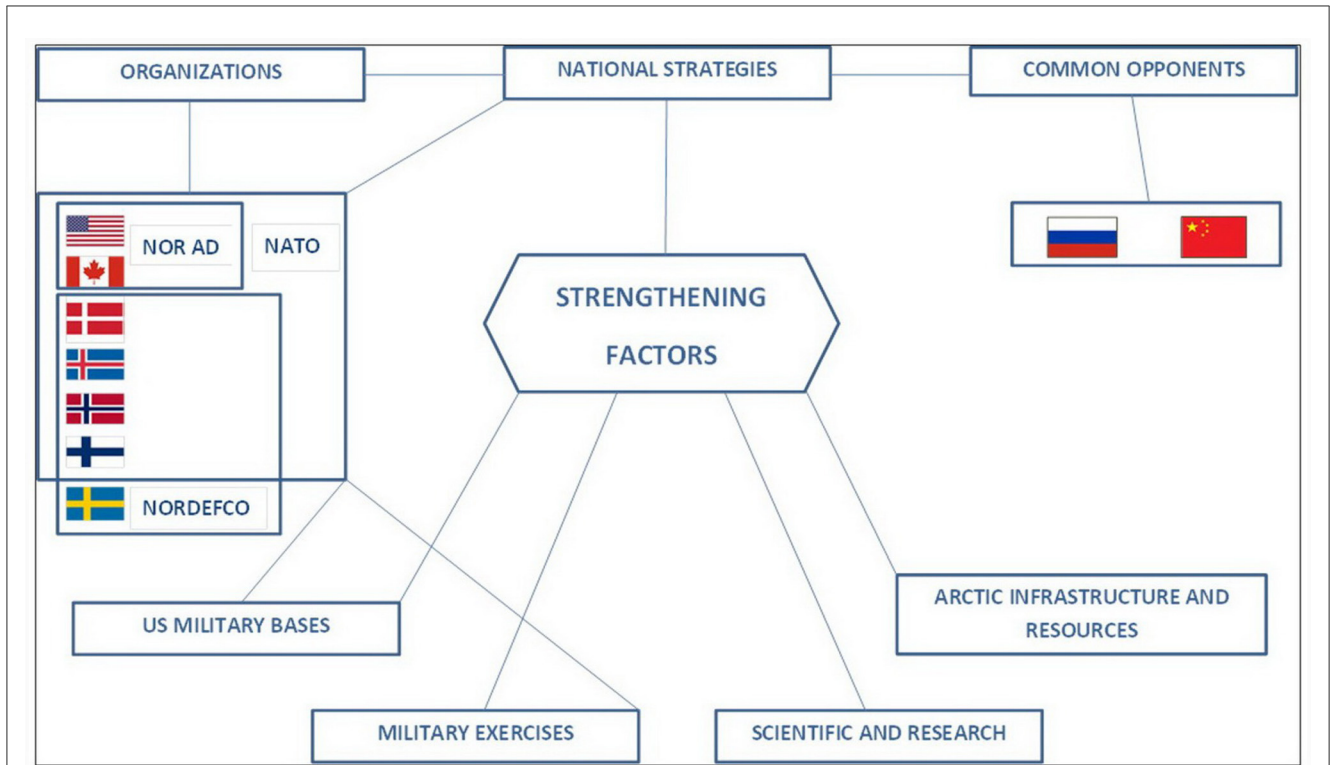 ORGANIZATIONS
NATIONAL STRATEGIES
COMMON OPPONENTS
NOR AD
NATO
STRENGTHENING
FACTORS
NORDEFCO
US MILITARY BASES
ARCTIC INFRASTRUCTURE AND
RESOURCES
MILITARY EXERCISES
SCIENTIFIC AND RESEARCH